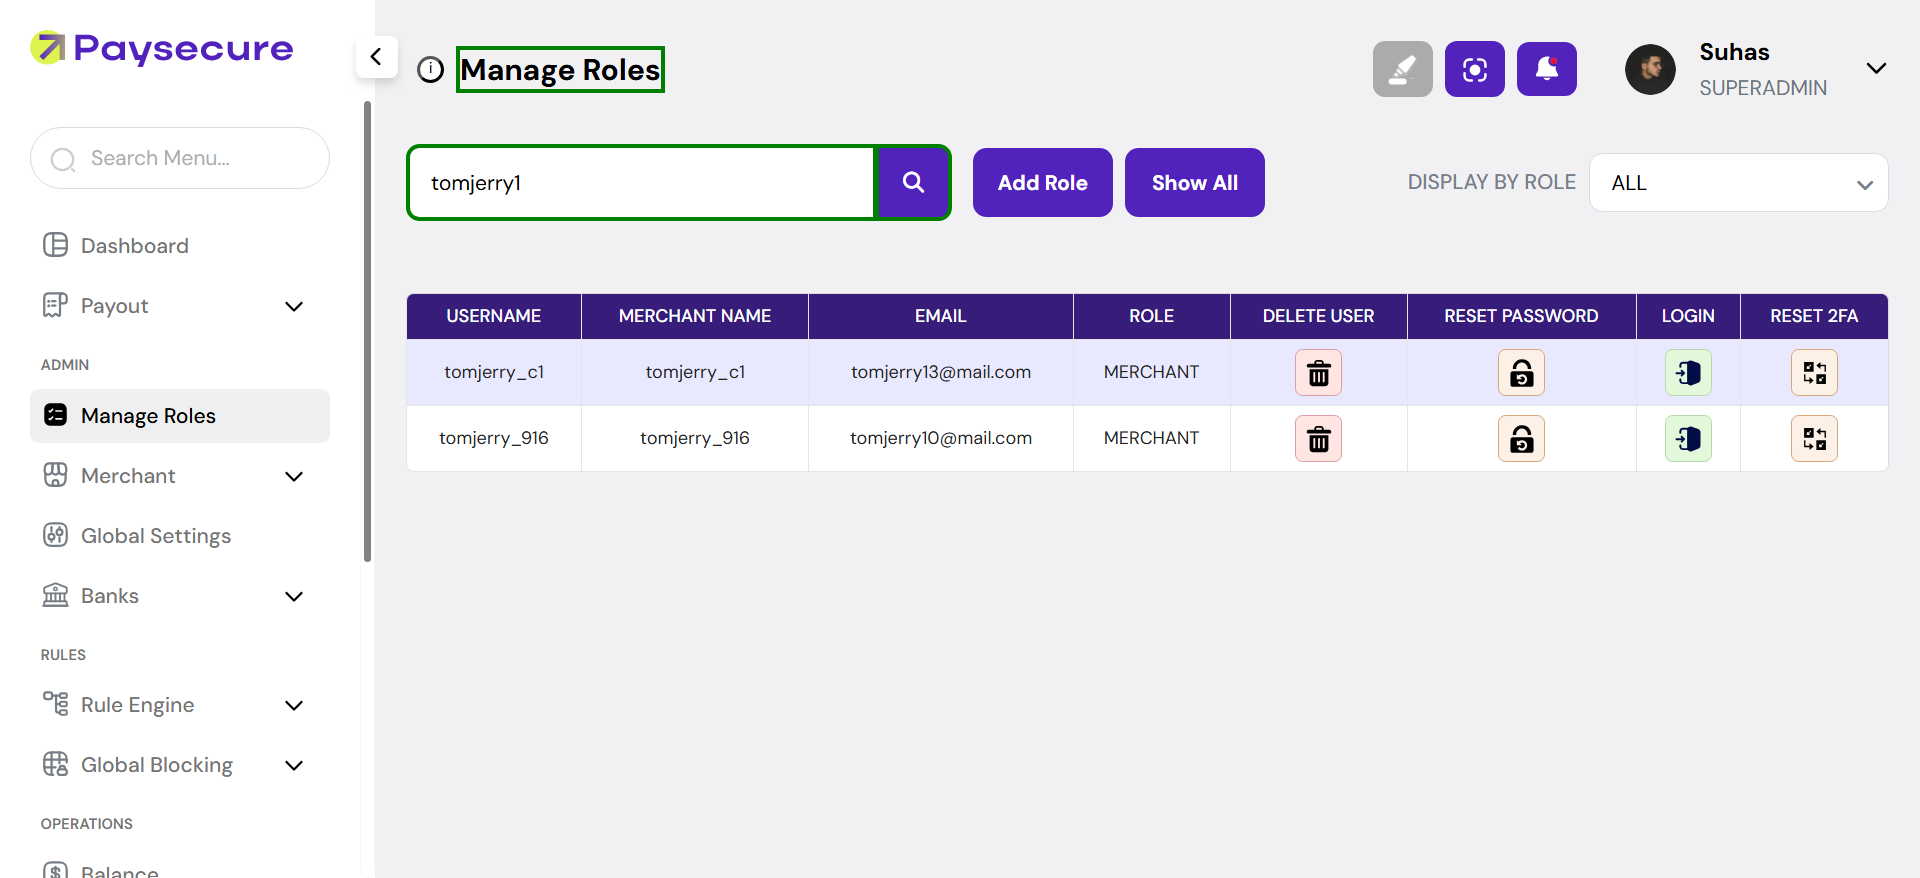 Paysecure
Search Menu...
Dashboard
Payout
ADMIN
Manage Roles
Merchant
Global Settings
Banks
RULES
Rule Engine
Global Blocking
OPERATIONS
Balance
Manage Roles
Suhas
SUPERADMIN
tomjerry1
Add Role
Show All
DISPLAY BY ROLE
ALL
USERNAME MERCHANT NAME EMAIL ROLE DELETE USER RESET PASSWORD LOGIN RESET 2FA
tomjerry_c1 tomjerry_c1 tomjerry13@mail.com MERCHANT
tomjerry_916 tomjerry_916 tomjerry10@mail.com MERCHANT